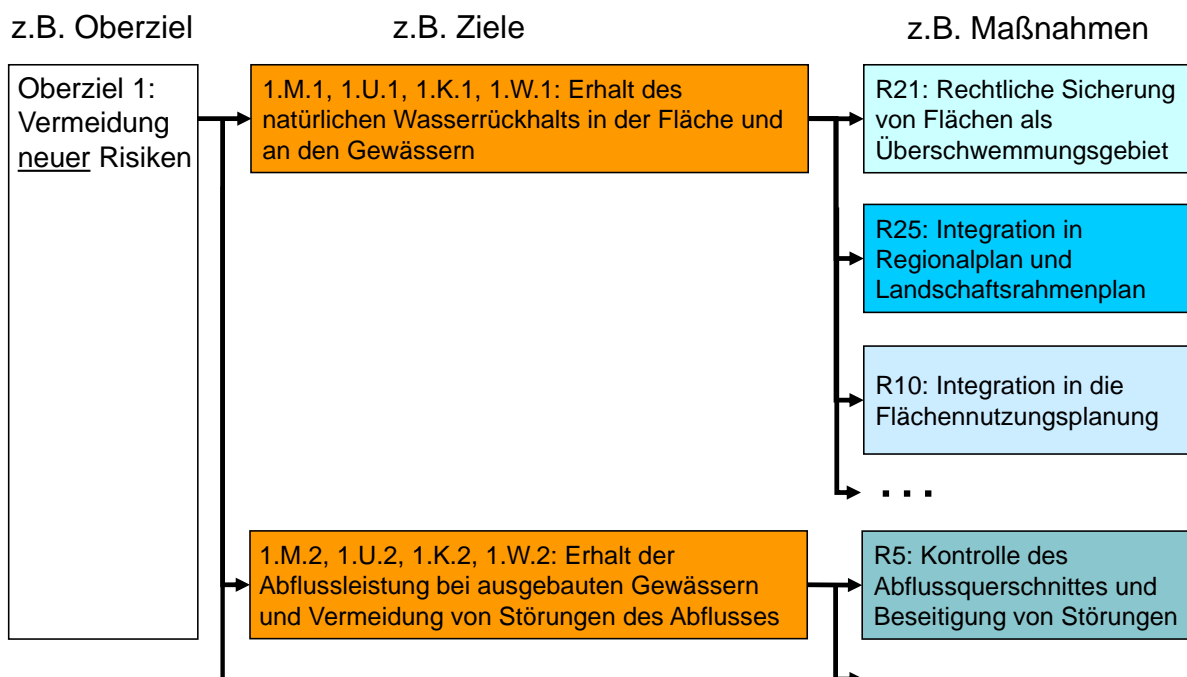 z.B. Oberziel
z.B. Ziele
z.B. Maßnahmen
Oberziel 1:
Vermeidung
neuer Risiken
1.M.1, 1.U.1, 1.K.1, 1.W.1: Erhalt des
natürlichen Wasserrückhalts in der Fläche und
an den Gewässern
R21: Rechtliche Sicherung
von Flächen als
Überschwemmungsgebiet
R25: Integration in
Regionalplan und
Landschaftsrahmenplan
R10: Integration in die
Flächennutzungsplanung
...
1.M.2, 1.U.2, 1.K.2, 1.W.2: Erhalt der
Abflussleistung bei ausgebauten Gewässern
und Vermeidung von Störungen des Abflusses
R5: Kontrolle des
Abflussquerschnittes und
Beseitigung von Störungen